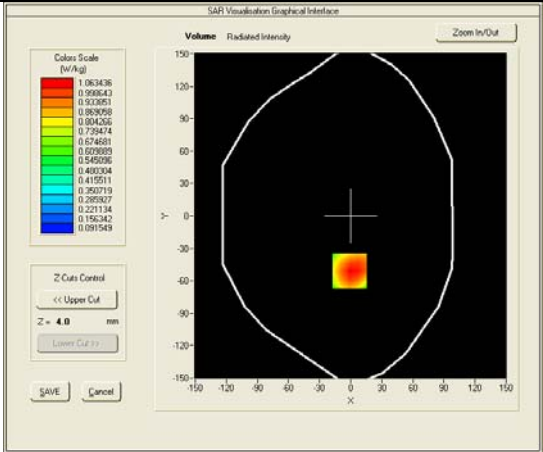 SAR Visualisation Graphical Interface
Volume Radiated Intensity
Zoom In/Out
Colors Scale
(W/kg)
1.063436
0.998643
0.933851
0.869058
0.804266
0.739474
0.674681
0.609889
0.545096
0.480304
0.415511
0.350719
0.285927
0.221134
0.156342
0.091549
Z-Cuts Control
<< Upper Cut
Z = 4.0 mm
Lower Cut >>
SAVE Cancel
150
120
90
60
30
0
-30
-60
-90
-120
-150
Y
-150 -120 -90 -60 -30 0 30 60 90 120 150
X